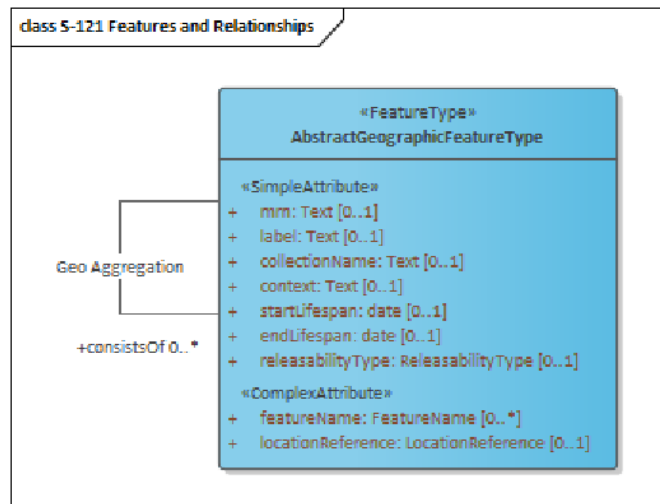 class S-121 Features and Relationships
«FeatureType»
AbstractGeographicFeatureType
«SimpleAttribute»
+ mrn: Text [0..1]
+ label: Text [0..1]
+ collectionName: Text [0..1]
+ context: Text [0..1]
+ startLifespan: date [0..1]
+ endLifespan: date [0..1]
+ releasabilityType: ReleasabilityType [0..1]
«ComplexAttribute»
+ featureName: FeatureName [0..*]
+ locationReference: LocationReference [0..1]
Geo Aggregation
+consistsOf 0..*